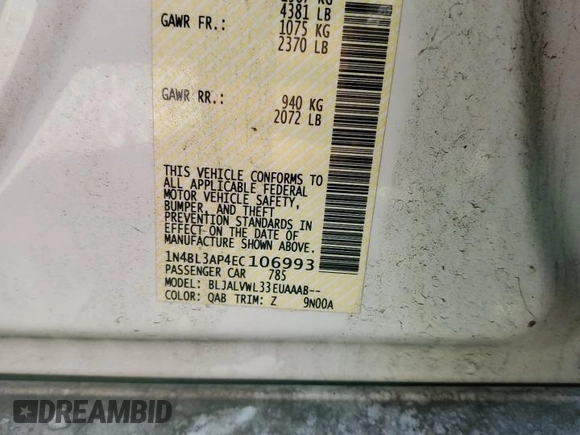 4381 LB
GAWR FR.: 1075 KG
2370 LB
GAWR RR.: 940 KG
2072 LB
THIS VEHICLE CONFORMS TO
ALL APPLICABLE FEDERAL
MOTOR VEHICLE SAFETY,
BUMPER, AND THEFT
PREVENTION STANDARDS IN
EFFECT ON THE DATE OF
MANUFACTURE SHOWN ABOVE.
1N4BL3AP4EC106993
PASSENGER CAR 785
MODEL: BLJALVWL33EUAAAB--
COLOR: QAB TRIM: Z 9N00A
DREAMBID